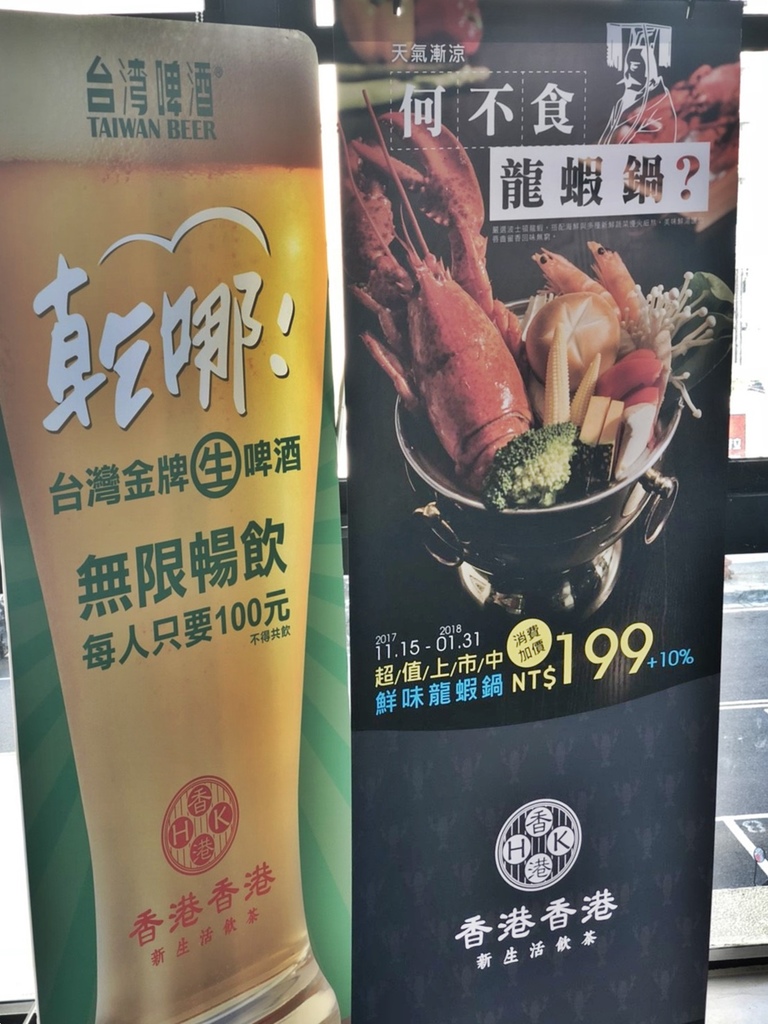 台湾啤酒®
TAIWAN BEER
乾哪!
台灣金牌生啤酒
無限暢飲
每人只要100元
不得共飲
香
H K
港
香港香港
新生活飲茶
天氣漸涼
何不食
龍蝦鍋?
2017 2018
11.15 - 01.31
超/值/上/市/中
鮮味龍蝦鍋
消費
加價
NT$199+10%
香
H K
港
香港香港
新生活飲茶